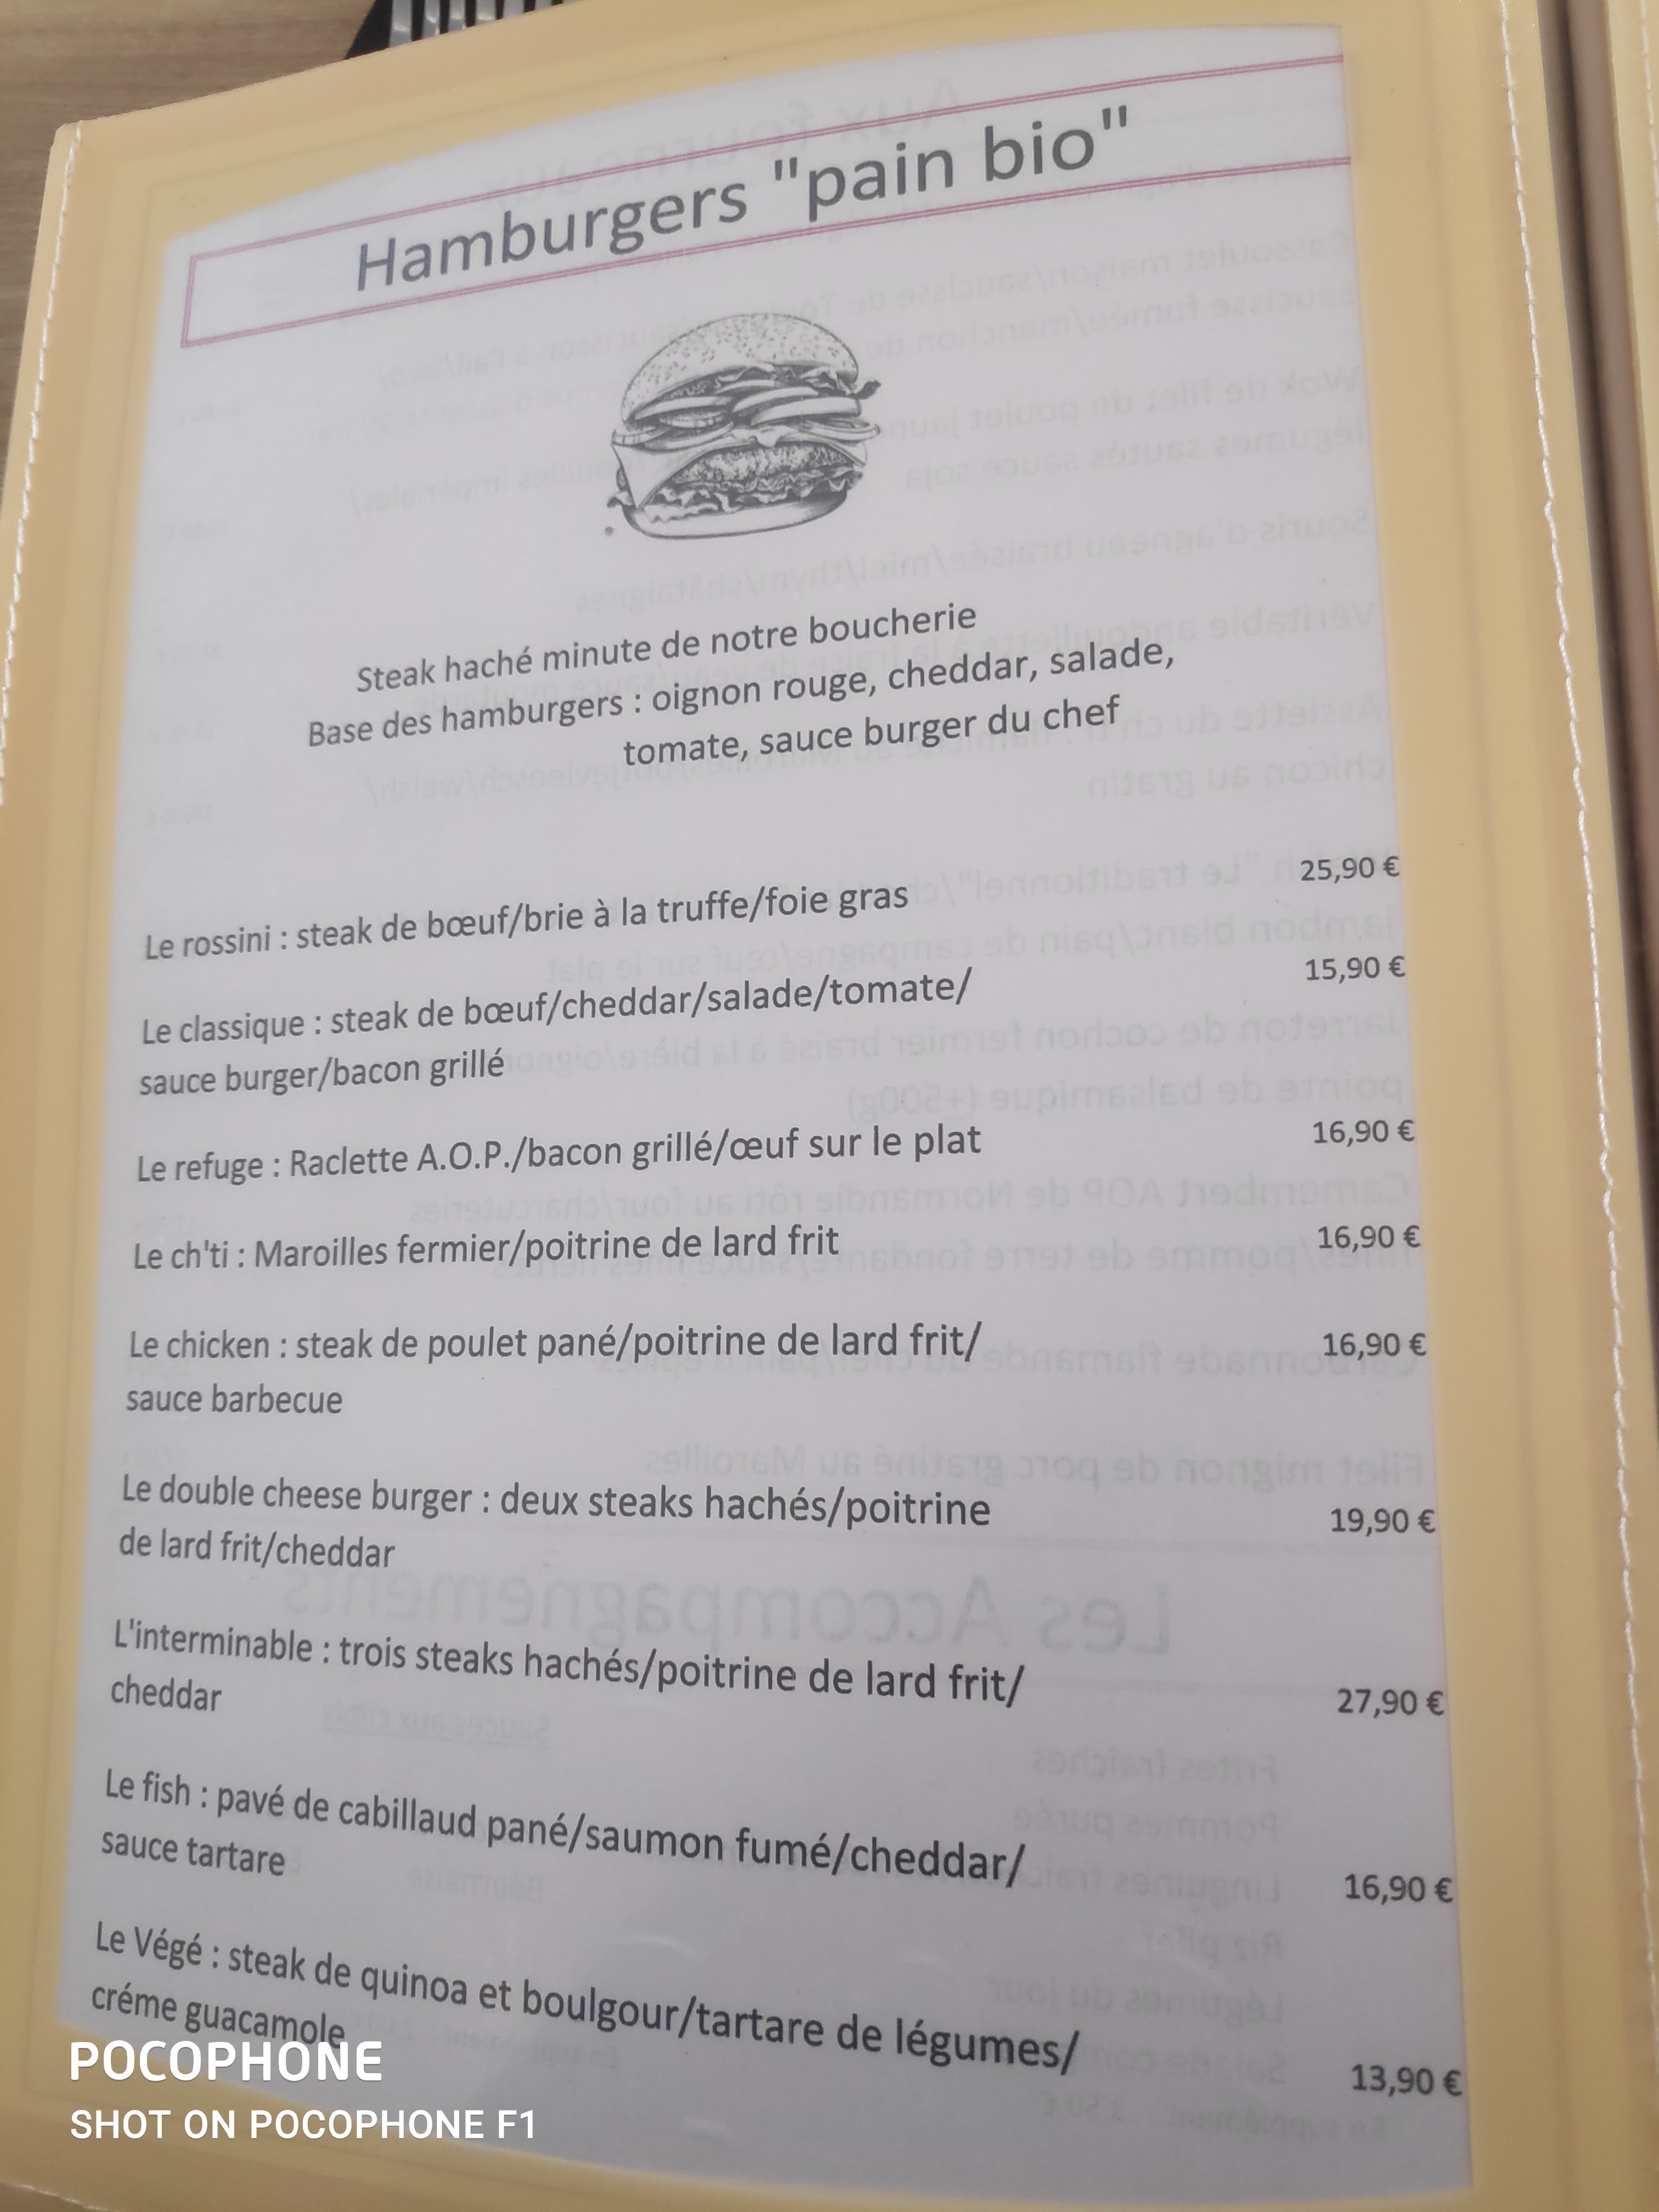 Hamburgers "pain bio"
Steak haché minute de notre boucherie
Base des hamburgers : oignon rouge, cheddar, salade,
tomate, sauce burger du chef
Le rossini : steak de bœuf/brie à la truffe/foie gras 25,90 €
Le classique : steak de bœuf/cheddar/salade/tomate/ 15,90 €
sauce burger/bacon grillé
Le refuge : Raclette A.O.P./bacon grillé/œuf sur le plat 16,90 €
Le ch'ti : Maroilles fermier/poitrine de lard frit 16,90 €
Le chicken : steak de poulet pané/poitrine de lard frit/ 16,90 €
sauce barbecue
Le double cheese burger : deux steaks hachés/poitrine 19,90 €
de lard frit/cheddar
L'interminable : trois steaks hachés/poitrine de lard frit/ 27,90 €
cheddar
Le fish : pavé de cabillaud pané/saumon fumé/cheddar/ 16,90 €
sauce tartare
Le Végé : steak de quinoa et boulgour/tartare de légumes/ 13,90 €
créme guacamole
POCOPHONE
SHOT ON POCOPHONE F1